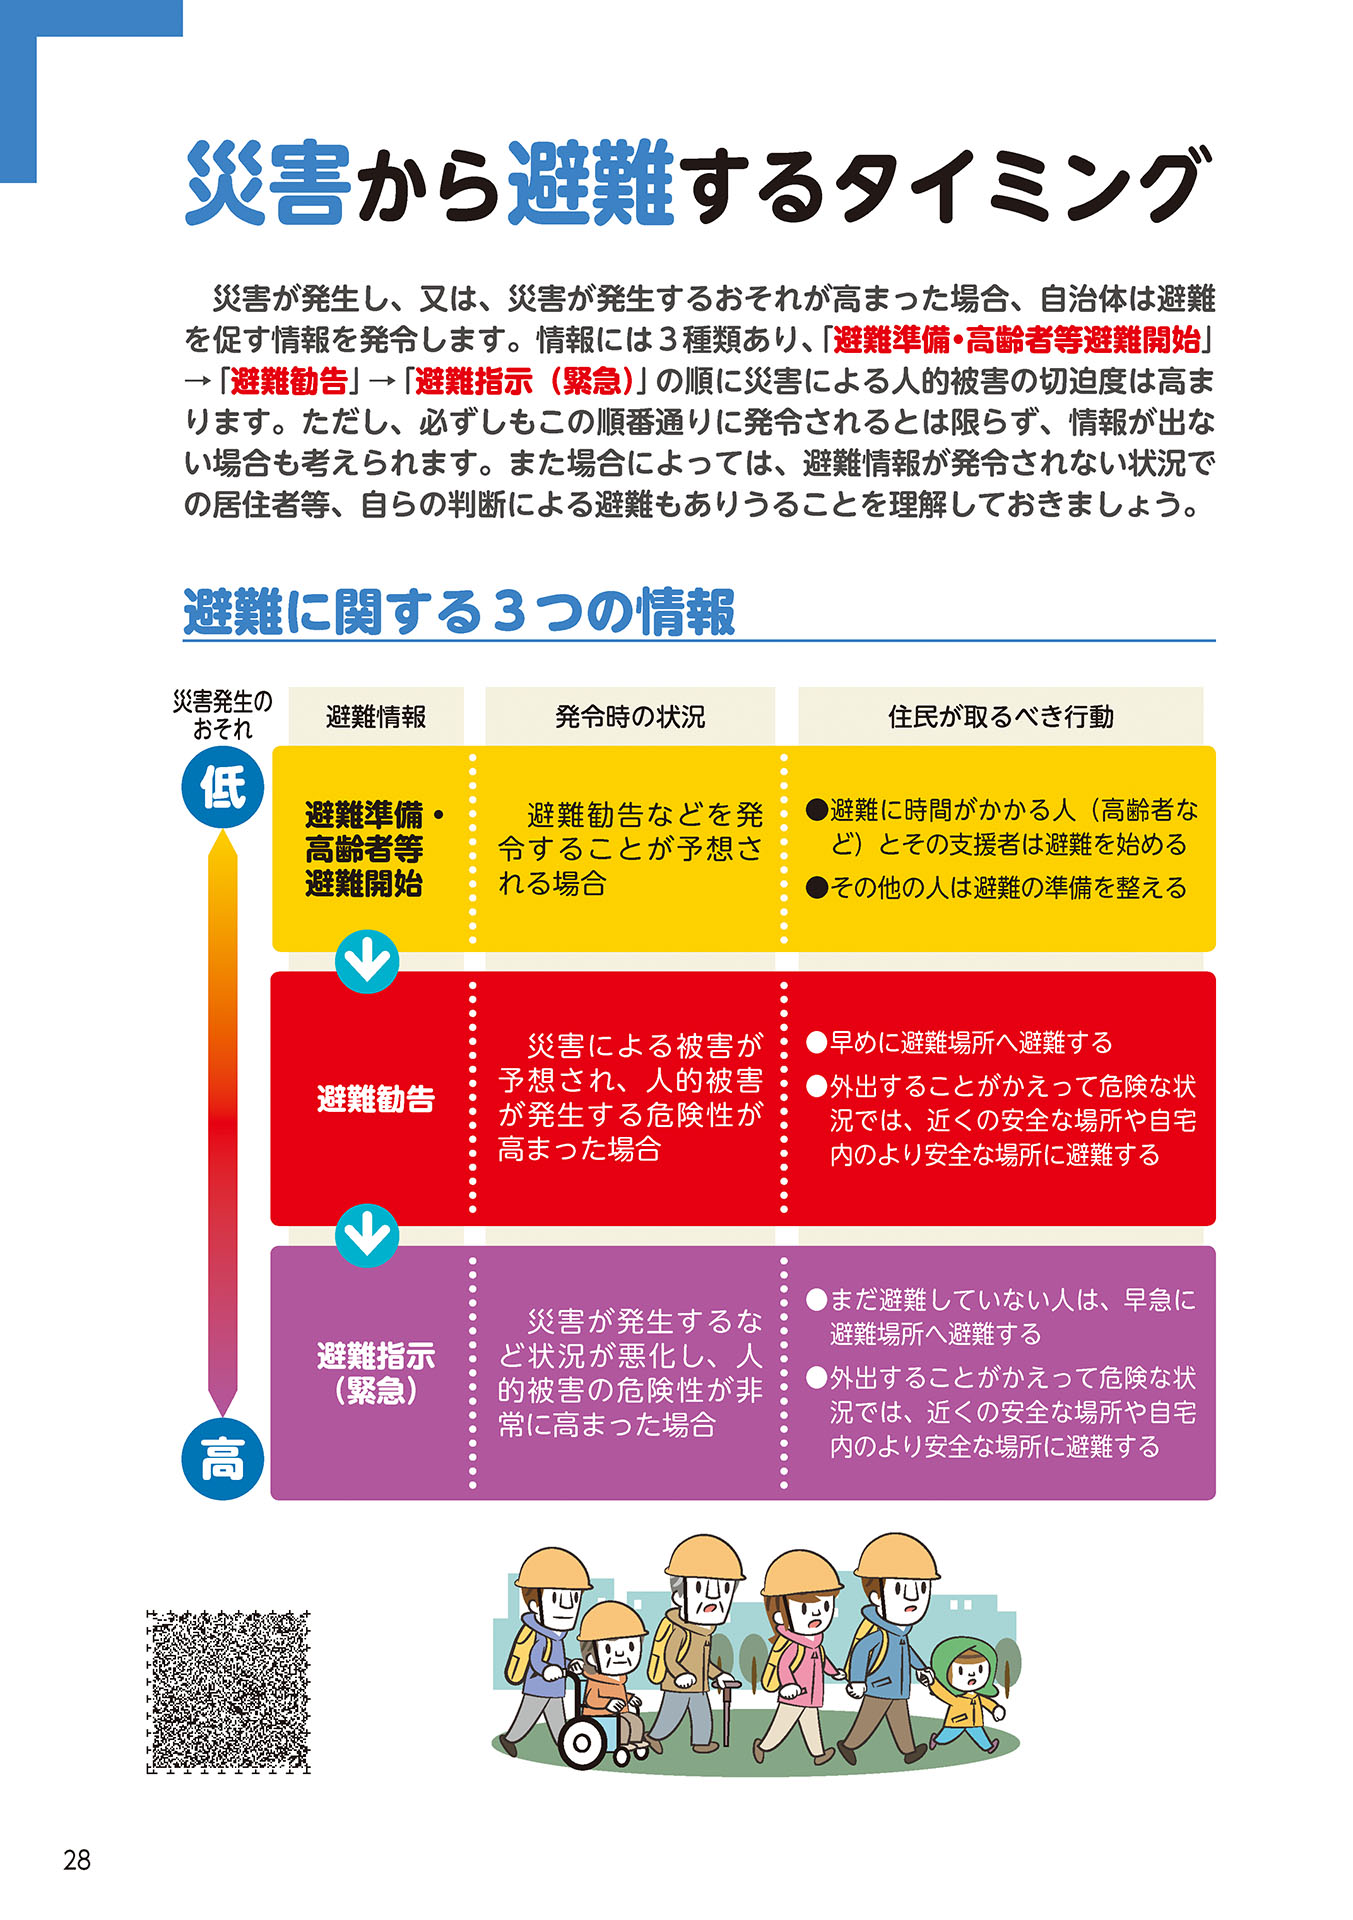 災害から避難するタイミング
災害が発生し、又は、災害が発生するおそれが高まった場合、自治体は避難
を促す情報を発令します。情報には３種類あり、「避難準備・高齢者等避難開始」
→「避難勧告」→「避難指示（緊急）」の順に災害による人的被害の切迫度は高ま
ります。ただし、必ずしもこの順番通りに発令されるとは限らず、情報が出な
い場合も考えられます。また場合によっては、避難情報が発令されない状況で
の居住者等、自らの判断による避難もありうることを理解しておきましょう。
避難に関する３つの情報
災害発生の
おそれ
避難情報
発令時の状況
住民が取るべき行動
低
避難準備・
高齢者等
避難開始
避難勧告などを発
令することが予想さ
れる場合
●避難に時間がかかる人（高齢者な
ど）とその支援者は避難を始める
●その他の人は避難の準備を整える
避難勧告
災害による被害が
予想され、人的被害
が発生する危険性が
高まった場合
●早めに避難場所へ避難する
●外出することがかえって危険な状
況では、近くの安全な場所や自宅
内のより安全な場所に避難する
避難指示
（緊急）
災害が発生するな
ど状況が悪化し、人
的被害の危険性が非
常に高まった場合
●まだ避難していない人は、早急に
避難場所へ避難する
●外出することがかえって危険な状
況では、近くの安全な場所や自宅
内のより安全な場所に避難する
高
28